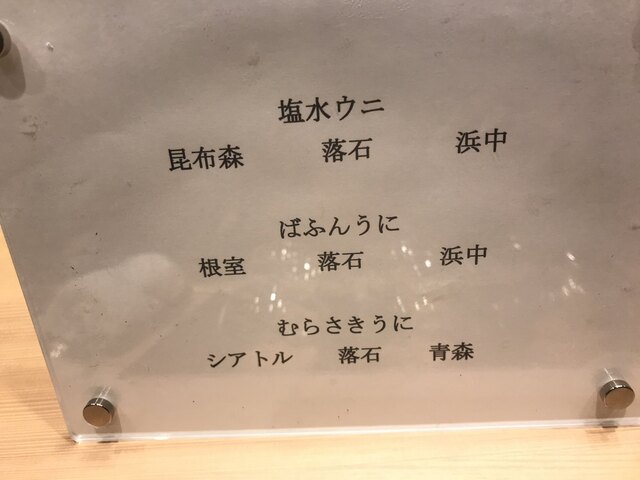 塩水ウニ
昆布森 落石 浜中
ばふんうに
根室 落石 浜中
むらさきうに
シアトル 落石 青森